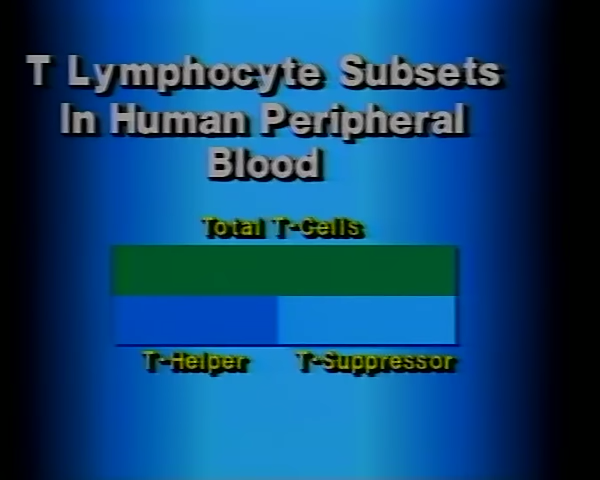 T Lymphocyte Subsets
In Human Peripheral
Blood
Total T-Cells
T-Helper T-Suppressor